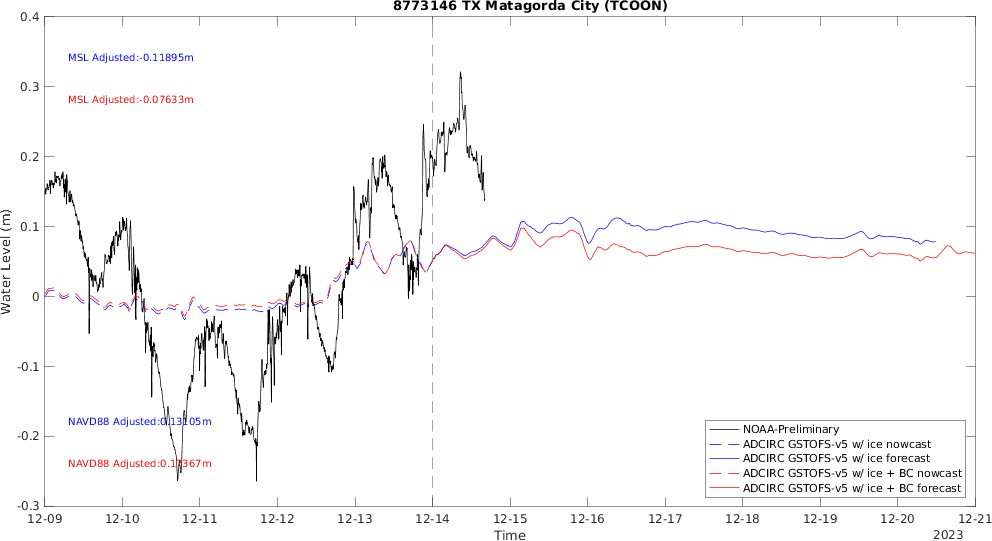 8773146 TX Matagorda City (TCOON)
0.4
0.3
0.2
0.1
0
-0.1
-0.2
-0.3
Water Level (m)
MSL Adjusted:-0.11895m
MSL Adjusted:-0.07633m
NAVD88 Adjusted:0.13105m
NAVD88 Adjusted:0.17367m
NOAA-Preliminary
ADCIRC GSTOFS-v5 w/ ice nowcast
ADCIRC GSTOFS-v5 w/ ice forecast
ADCIRC GSTOFS-v5 w/ ice + BC nowcast
ADCIRC GSTOFS-v5 w/ ice + BC forecast
12-09 12-10 12-11 12-12 12-13 12-14 12-15 12-16 12-17 12-18 12-19 12-20 12-21
Time
2023